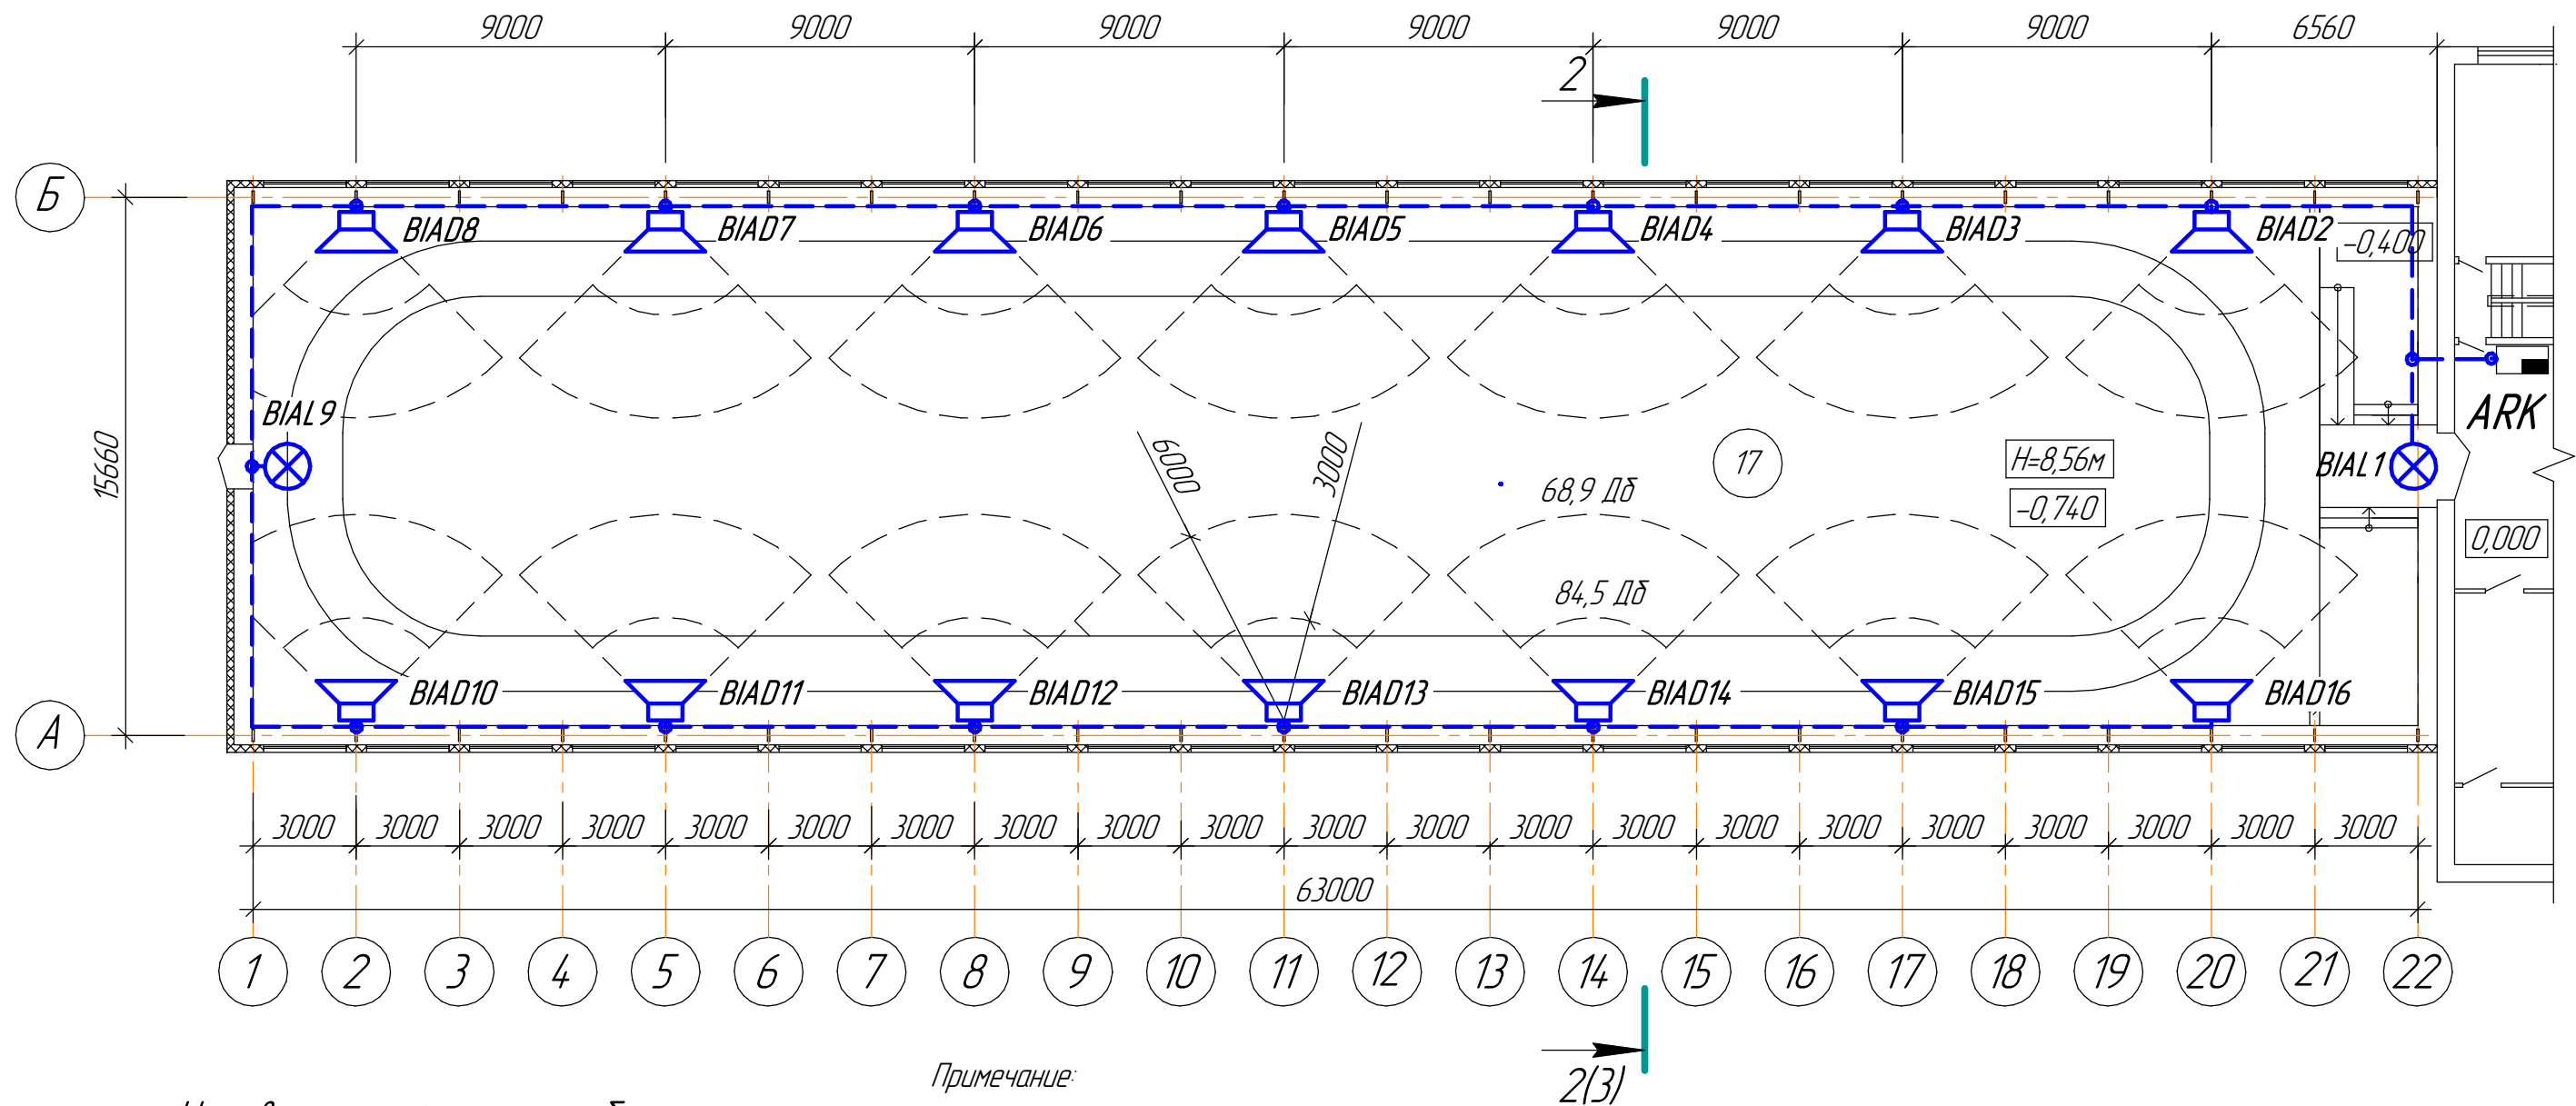 9000 9000 9000 9000 9000 9000 6560
2
Б
BIAD8 BIAD7 BIAD6 BIAD5 BIAD4 BIAD3 BIAD2
-0,400
BIAL9
ARK
15660
6000 3000
68,9 Дб
17
H=8,56м
BIAL1
-0,740
0,000
84,5 Дб
BIAD10 BIAD11 BIAD12 BIAD13 BIAD14 BIAD15 BIAD16
А
3000 3000 3000 3000 3000 3000 3000 3000 3000 3000 3000 3000 3000 3000 3000 3000 3000 3000 3000 3000 3000
63000
1 2 3 4 5 6 7 8 9 10 11 12 13 14 15 16 17 18 19 20 21 22
Примечание:
2(3)